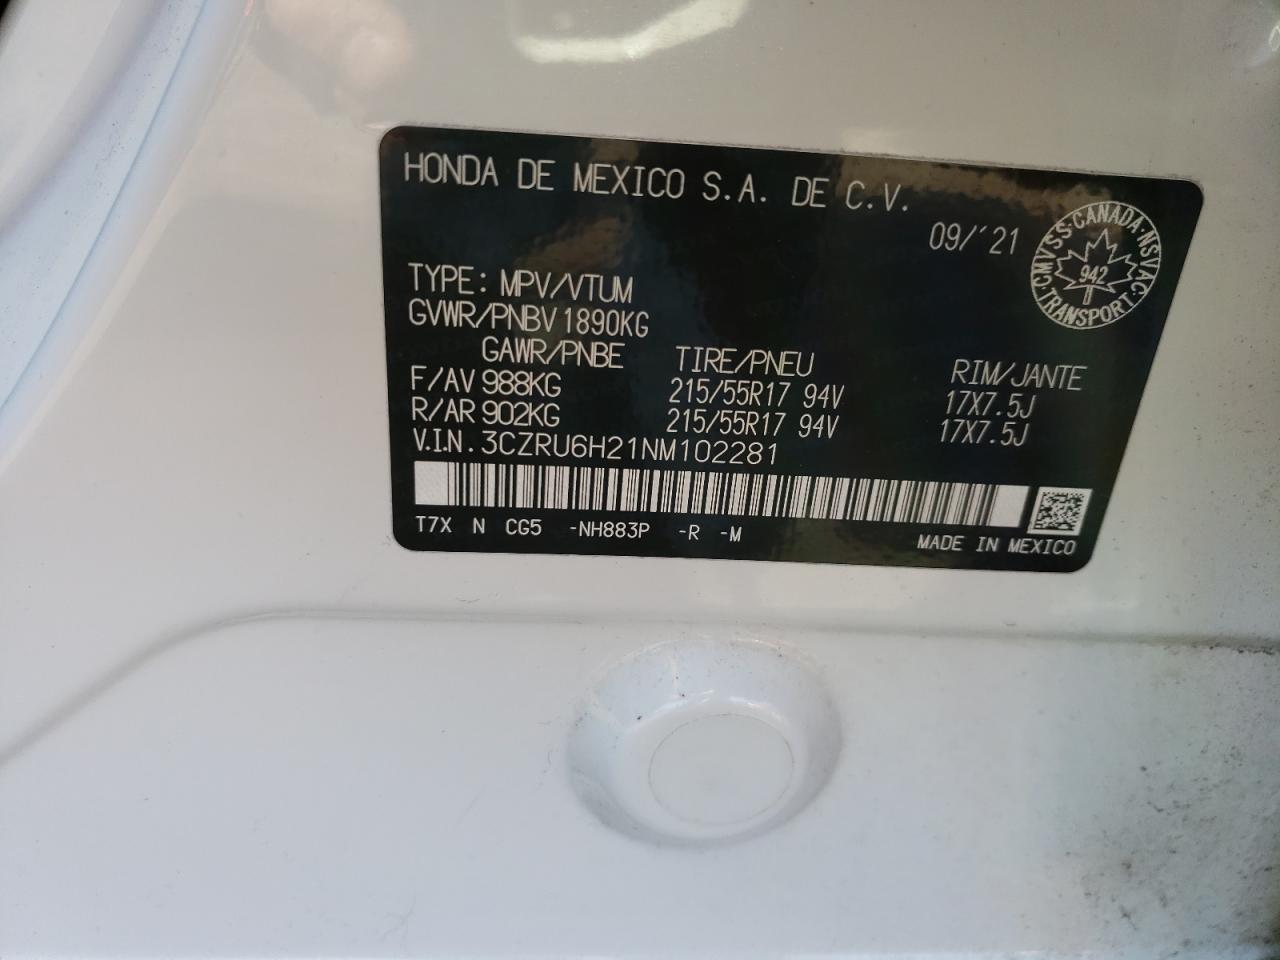 HONDA DE MEXICO S.A. DE C.V.
09/'21
CMVSS·CANADA·NSVAC·TRANSPORT·
942
TYPE: MPV/VTUM
GVWR/PNBV 1890KG
GAWR/PNBE TIRE/PNEU RIM/JANTE
F/AV 988KG 215/55R17 94V 17X7.5J
R/AR 902KG 215/55R17 94V 17X7.5J
V.I.N. 3CZRU6H21NM102281
T7X N CG5 -NH883P -R -M
MADE IN MEXICO